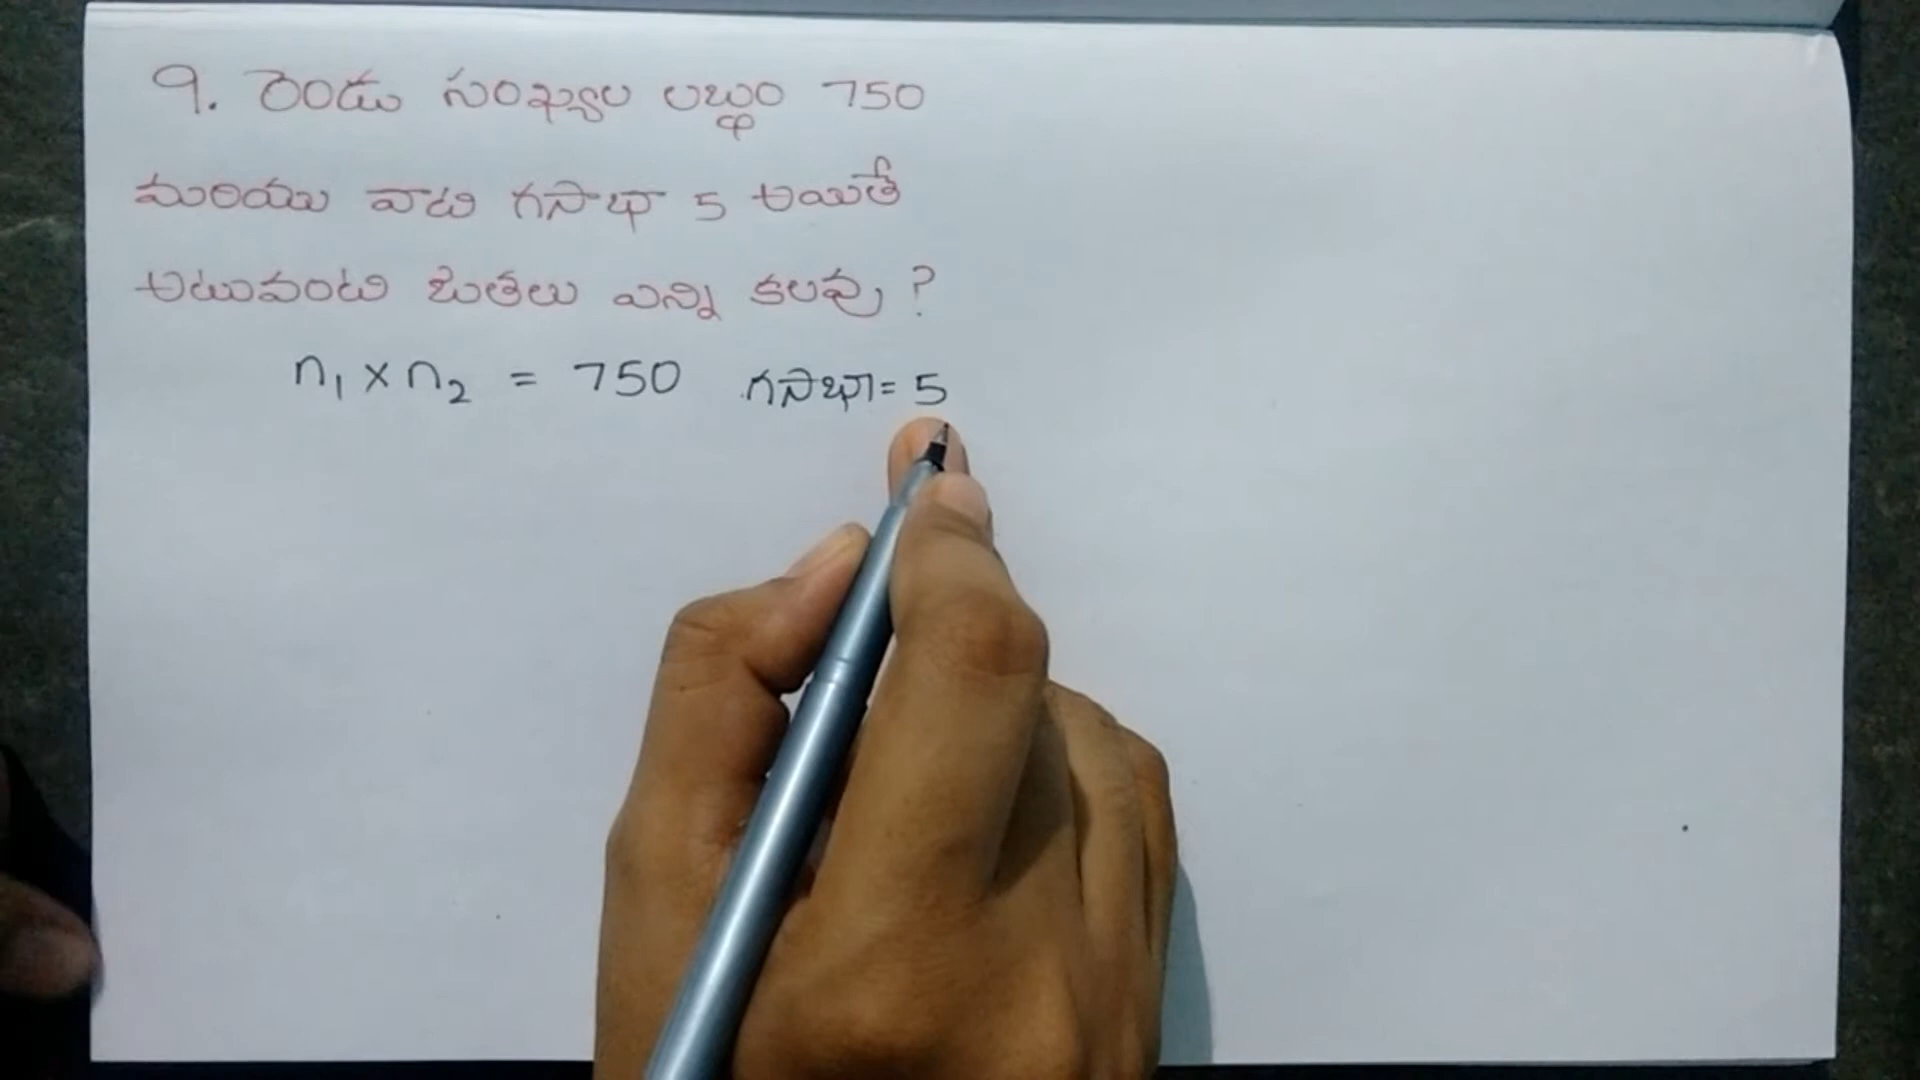 9. రెండు సంఖ్యల లబ్ధం 750
మరియు వాటి గసాభా 5 అయితే
అటువంటి జతలు ఎన్ని కలవు ?
n₁ × n₂ = 750 గసాభా = 5